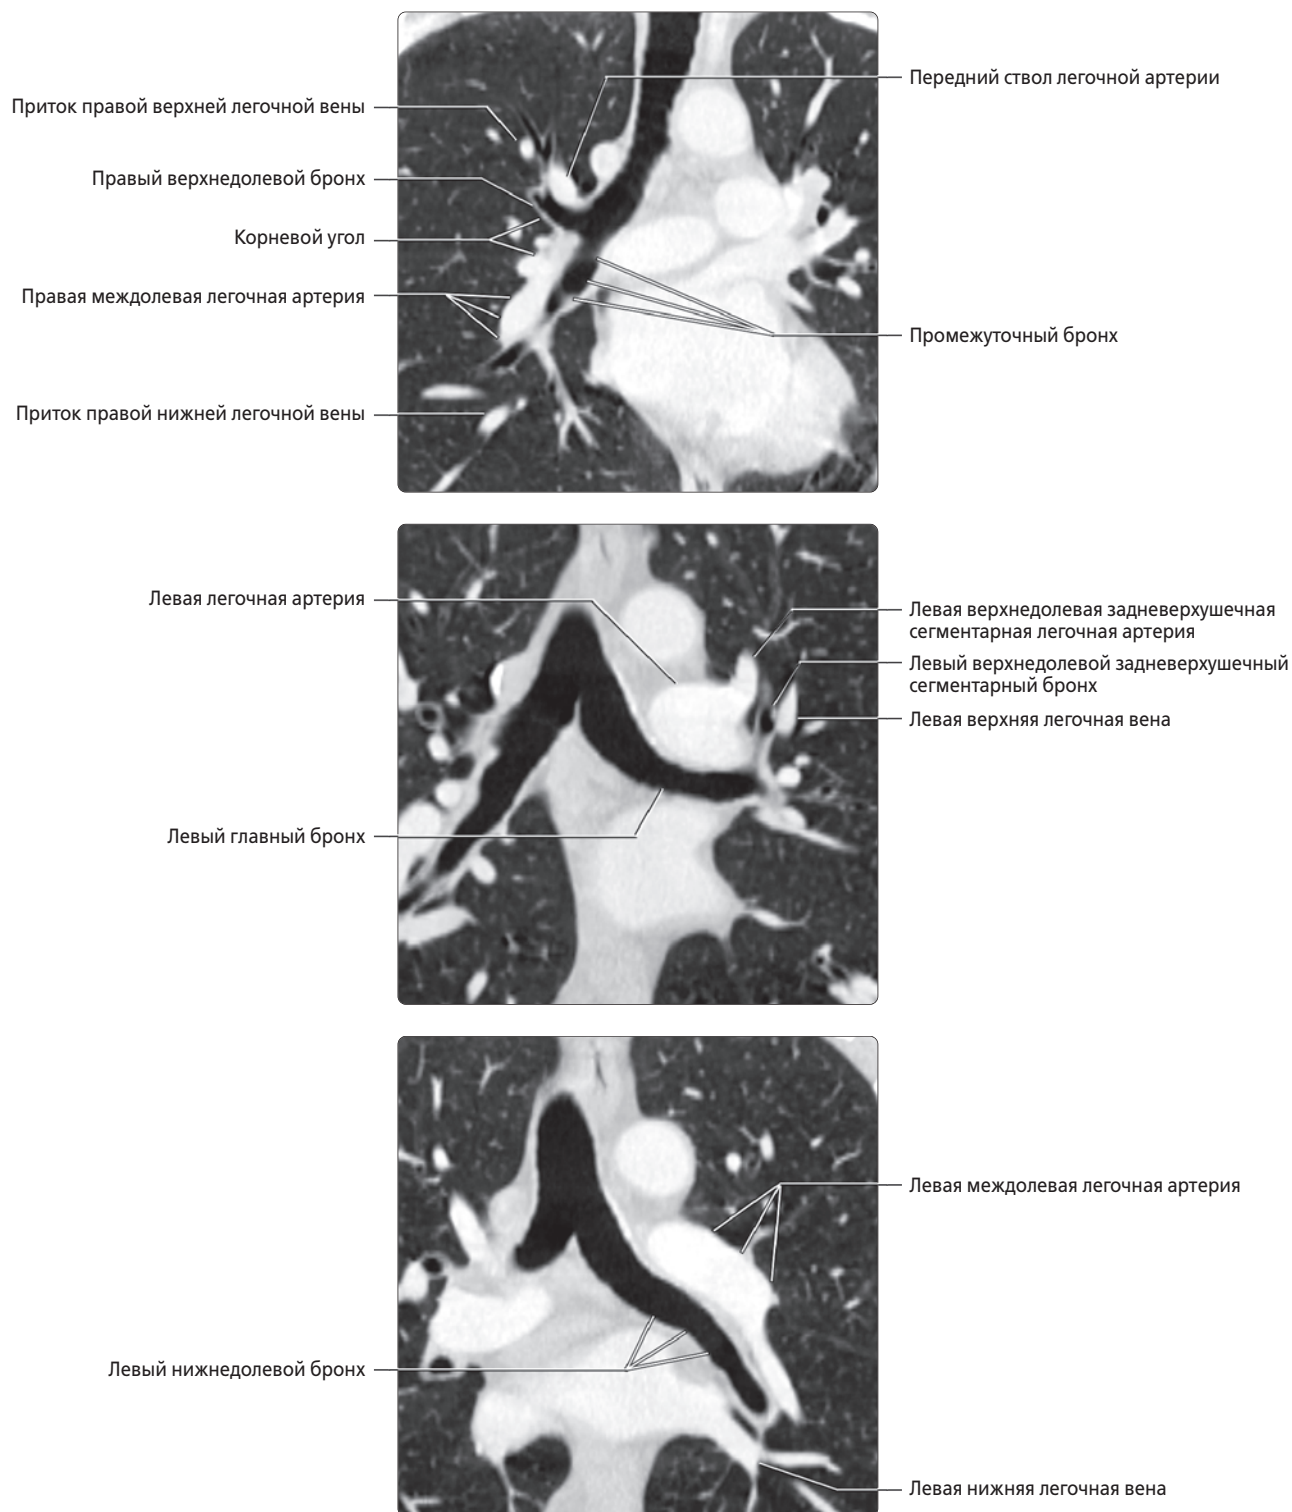 Передний ствол легочной артерии
Приток правой верхней легочной вены
Правый верхнедолевой бронх
Корневой угол
Правая междолевая легочная артерия
Промежуточный бронх
Приток правой нижней легочной вены
Левая легочная артерия
Левая верхнедолевая задневерхушечная
сегментарная легочная артерия
Левый верхнедолевой задневерхушечный
сегментарный бронх
Левая верхняя легочная вена
Левый главный бронх
Левая междолевая легочная артерия
Левый нижнедолевой бронх
Левая нижняя легочная вена